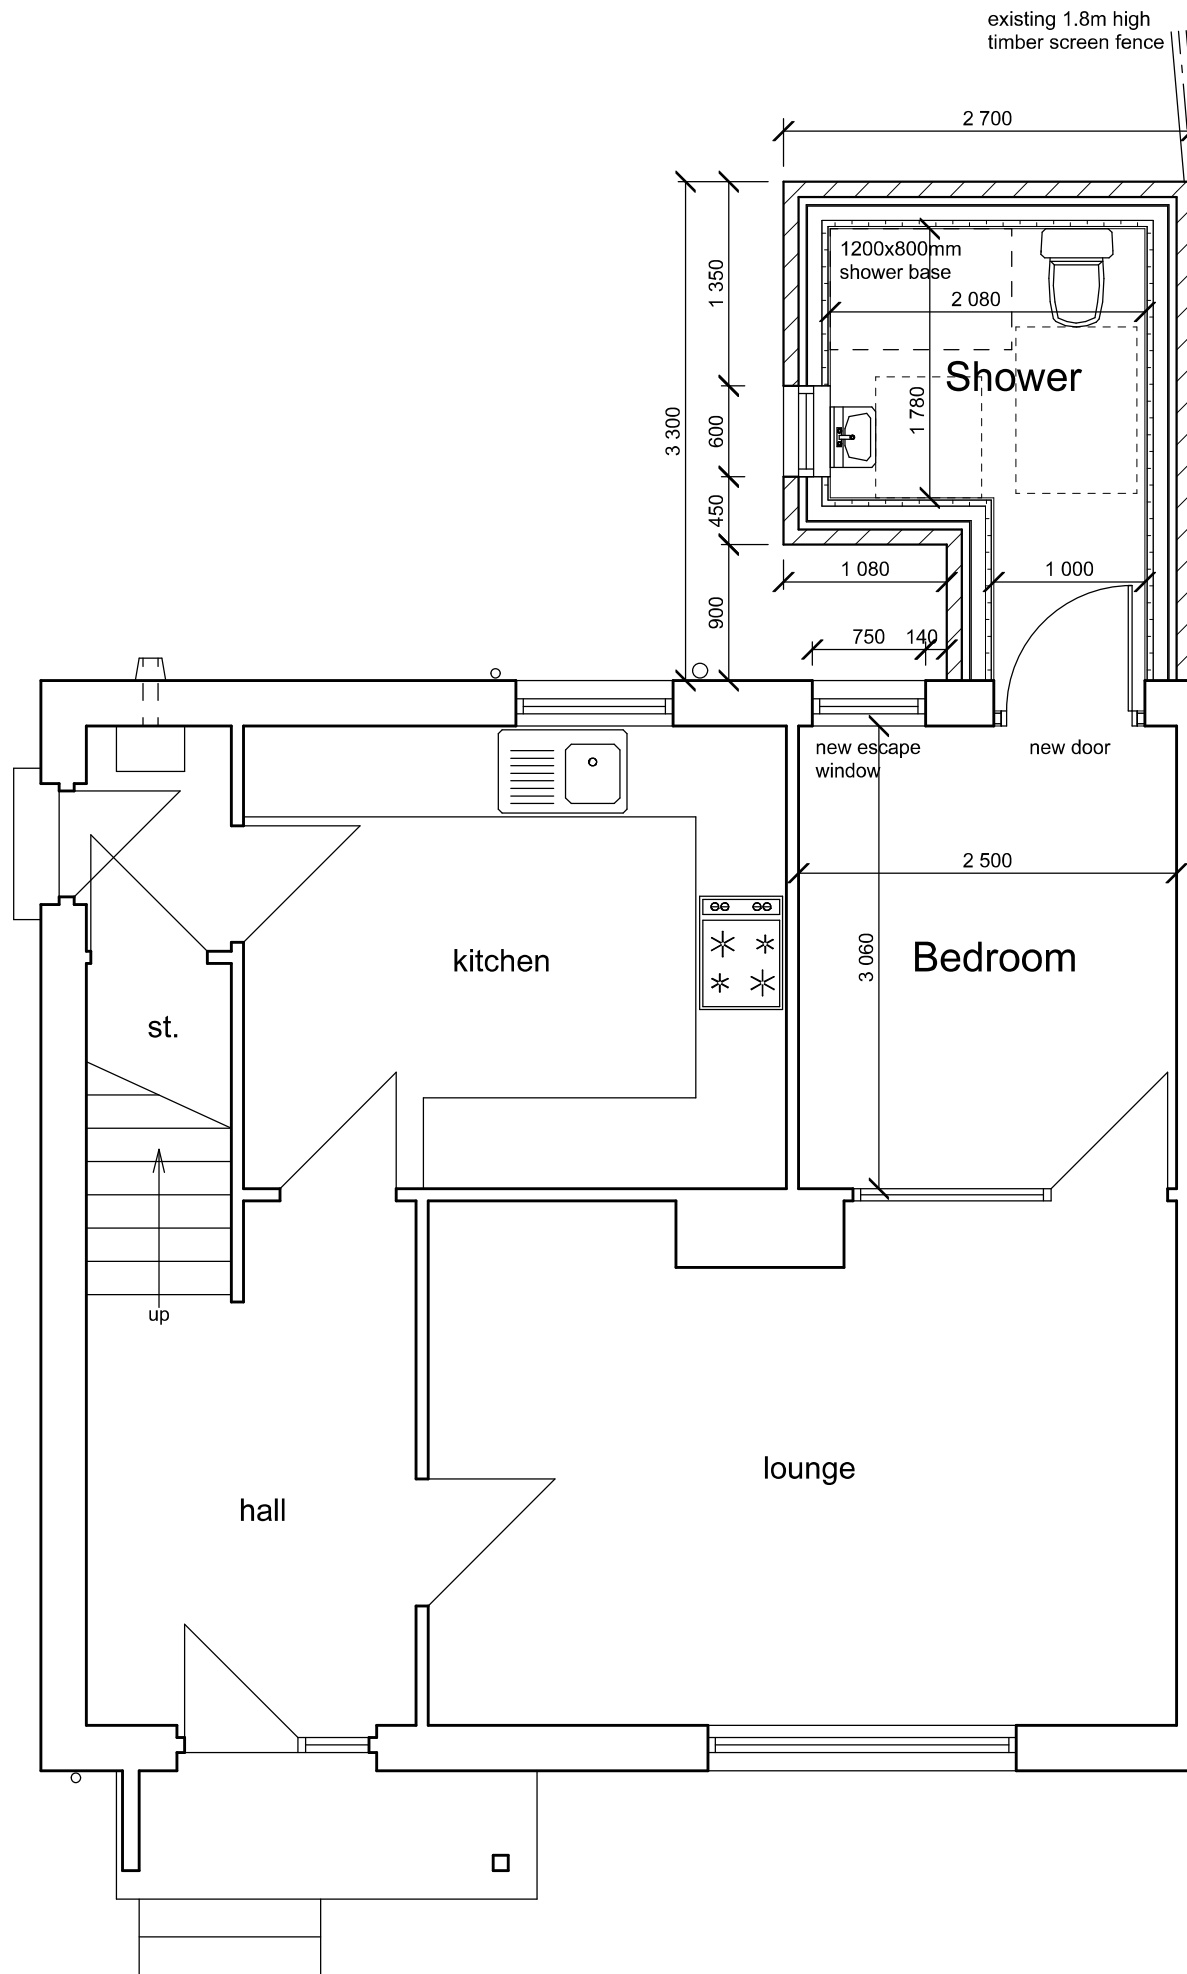 existing 1.8m high
timber screen fence
2 700
1 350
600
450
900
3 300
1200x800mm
shower base
2 080
Shower
1 780
1 080
1 000
750
140
new escape
window
new door
2 500
3 060
Bedroom
kitchen
st.
up
hall
lounge